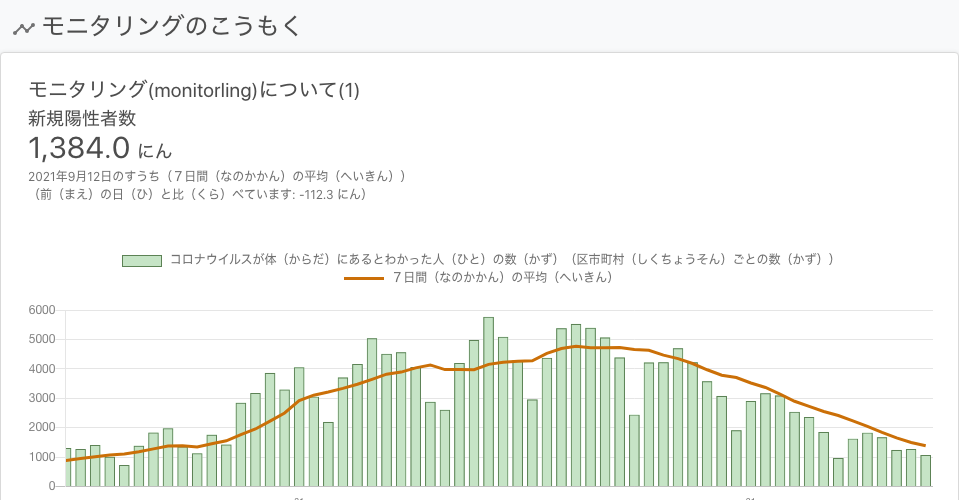 モニタリングのこうもく
モニタリング(monitorling)について(1)
新規陽性者数
1,384.0 にん
2021年9月12日のすうち（７日間（なのかかん）の平均（へいきん））
（前（まえ）の日（ひ）と比（くら）べています: -112.3 にん）
コロナウイルスが体（からだ）にあるとわかった人（ひと）の数（かず）（区市町村（しくちょうそん）ごとの数（かず））
７日間（なのかかん）の平均（へいきん）
6000
5000
4000
3000
2000
1000
0